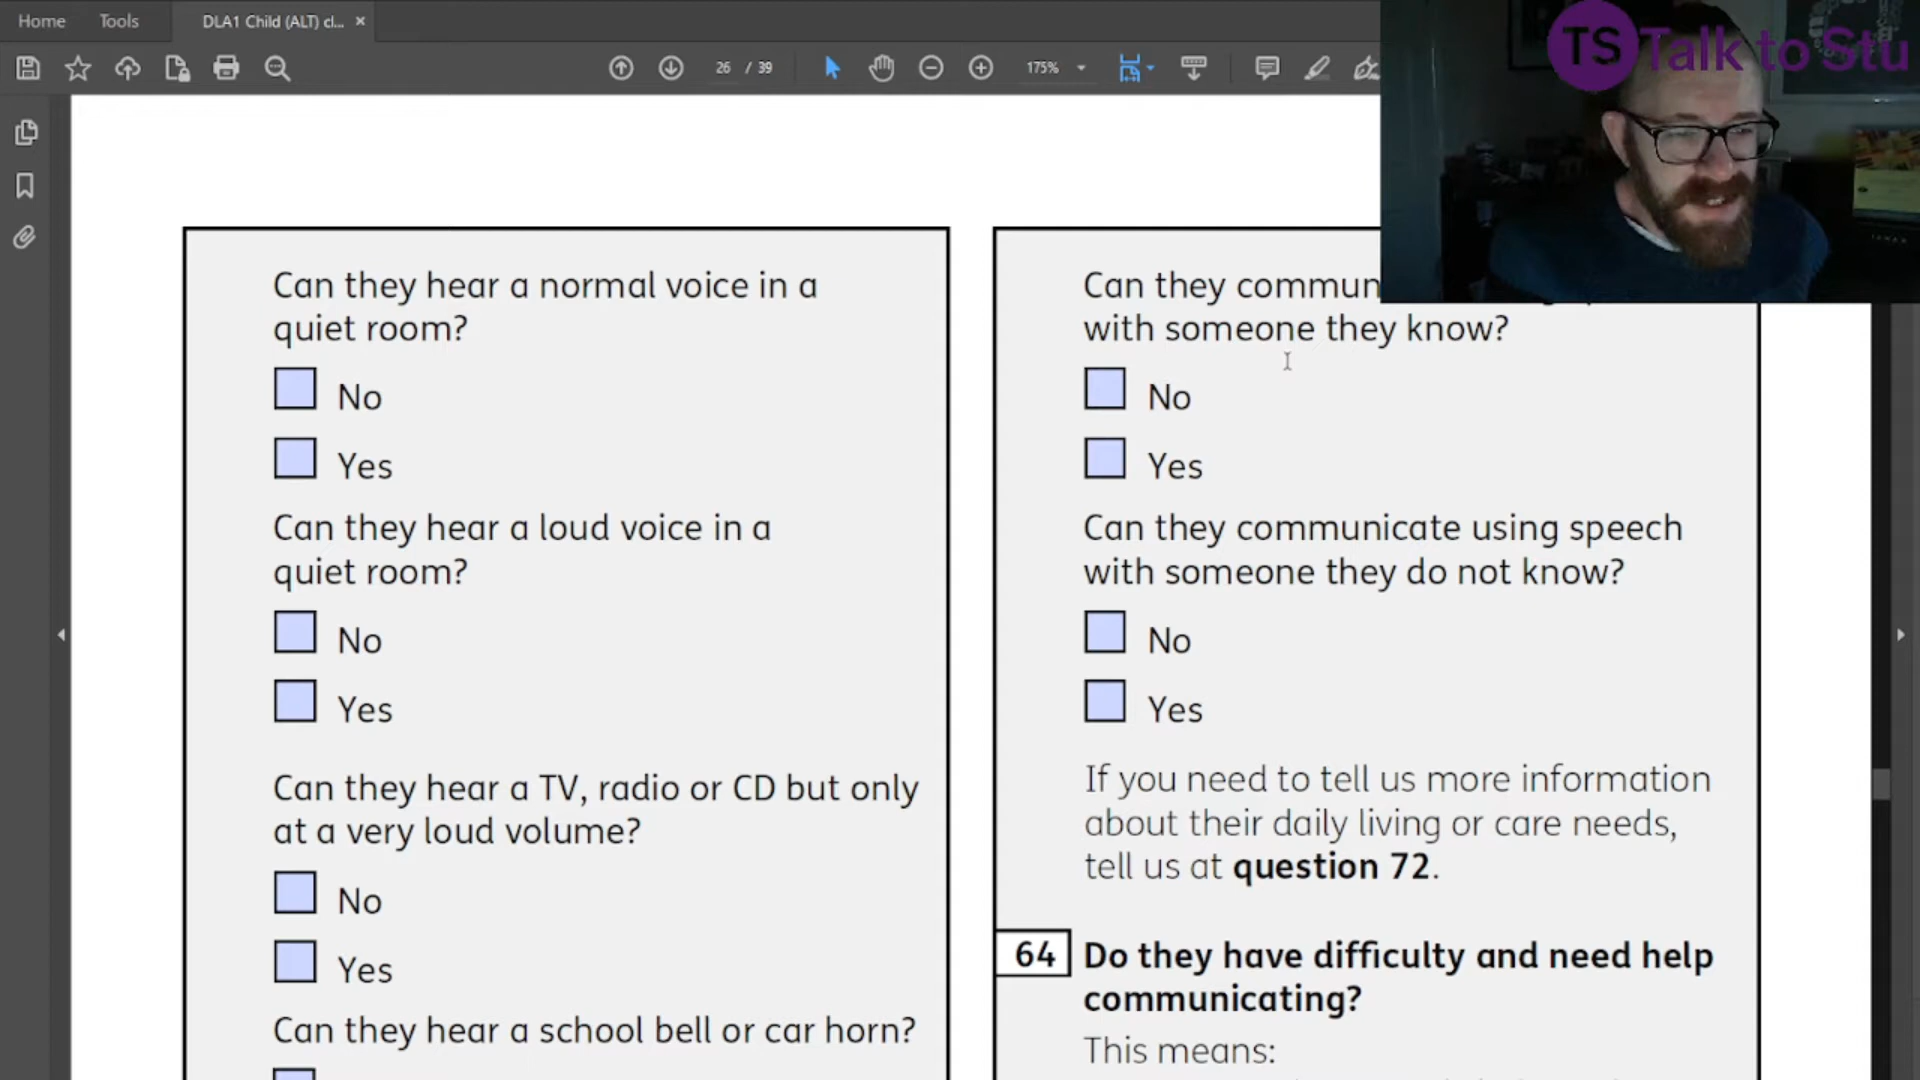 Home
Tools
DLA1 Child (ALT) cl...
TS Talk to Stu
26 / 39
175%
Can they hear a normal voice in a
quiet room?
No
Yes
Can they hear a loud voice in a
quiet room?
No
Yes
Can they hear a TV, radio or CD but only
at a very loud volume?
No
Yes
Can they hear a school bell or car horn?
Can they commun
with someone they know?
No
Yes
Can they communicate using speech
with someone they do not know?
No
Yes
If you need to tell us more information
about their daily living or care needs,
tell us at question 72.
64 Do they have difficulty and need help
communicating?
This means: